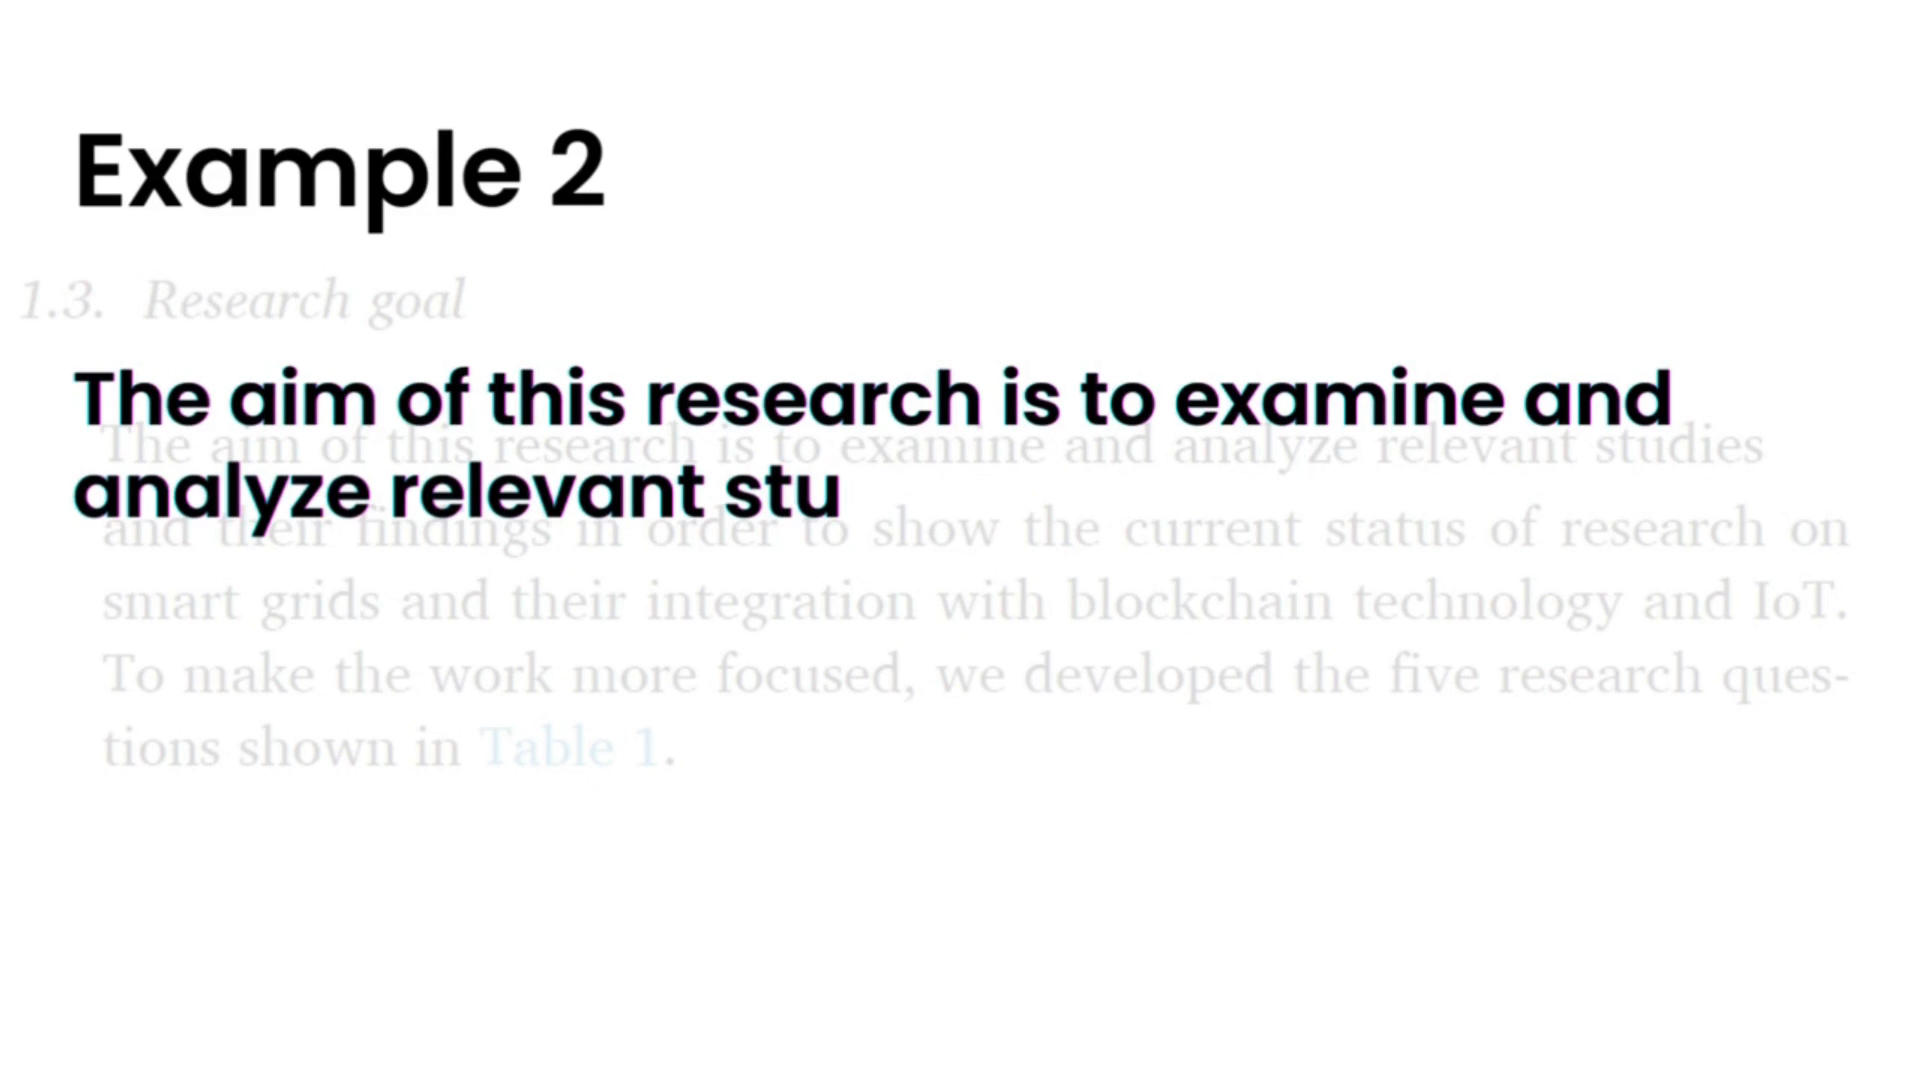 Example 2
1.3. Research goal
The aim of this research is to examine and
The aim of this research is to examine and analyze relevant studies
analyze relevant stu
and their findings in order to show the current status of research on
smart grids and their integration with blockchain technology and IoT.
To make the work more focused, we developed the five research ques-
tions shown in Table 1.